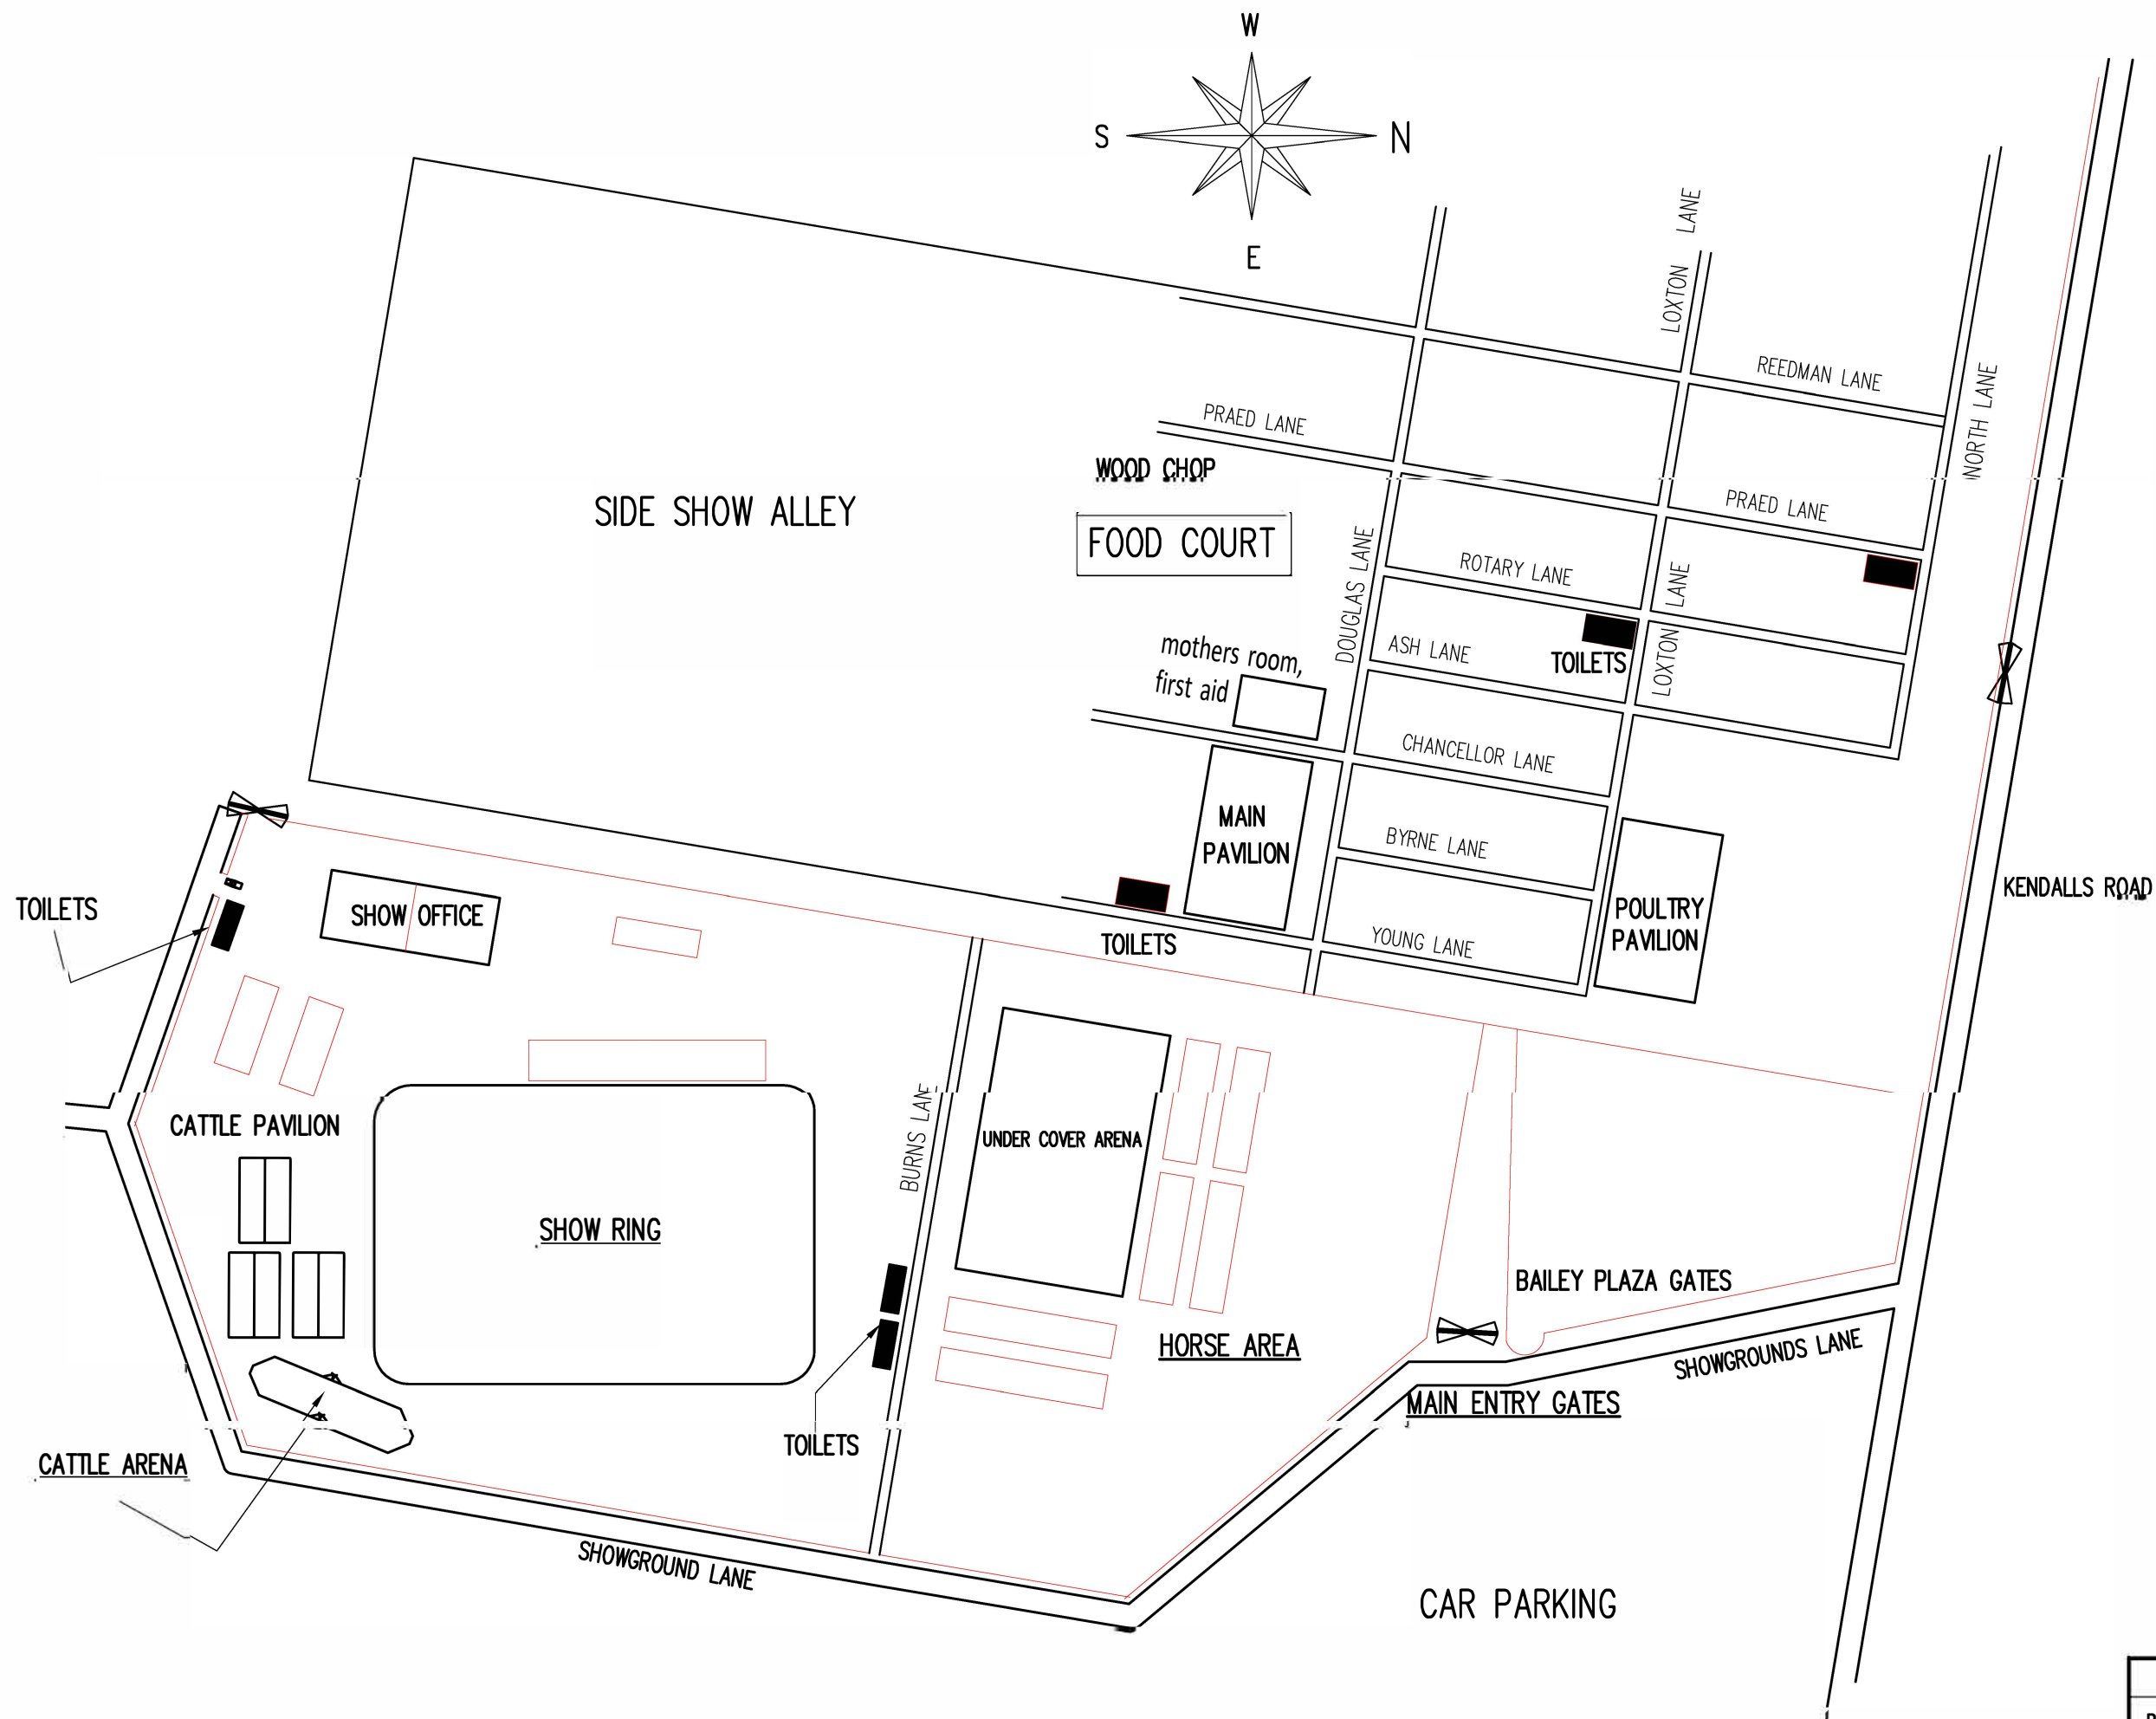 W
S
N
E
LOXTON LANE
REEDMAN LANE
NORTH LANE
PRAED LANE
WOOD CHOP
SIDE SHOW ALLEY
FOOD COURT
PRAED LANE
DOUGLAS LANE
ROTARY LANE
LOXTON LANE
mothers room,
first aid
ASH LANE
TOILETS
CHANCELLOR LANE
MAIN
PAVILION
BYRNE LANE
KENDALLS ROAD
TOILETS
SHOW OFFICE
POULTRY
PAVILION
TOILETS
YOUNG LANE
BURNS LANE
CATTLE PAVILION
UNDER COVER ARENA
SHOW RING
BAILEY PLAZA GATES
HORSE AREA
SHOWGROUNDS LANE
MAIN ENTRY GATES
TOILETS
CATTLE ARENA
SHOWGROUND LANE
CAR PARKING